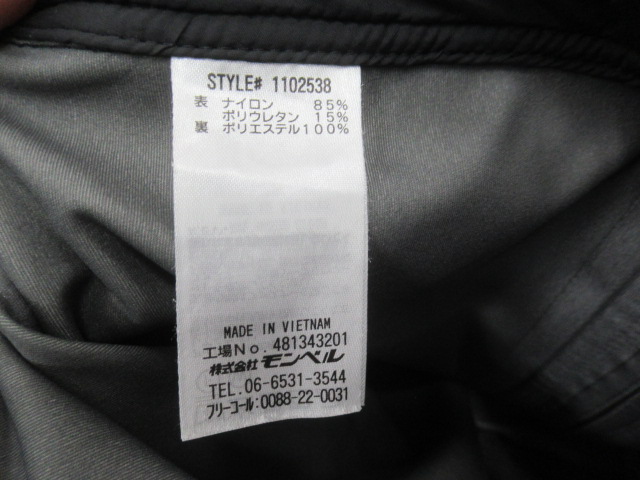 STYLE# 1102538
表 ナイロン 85%
ポリウレタン 15%
裏 ポリエステル100%
MADE IN VIETNAM
工場No. 481343201
株式会社モンベル
TEL. 06-6531-3544
フリーコール:0088-22-0031